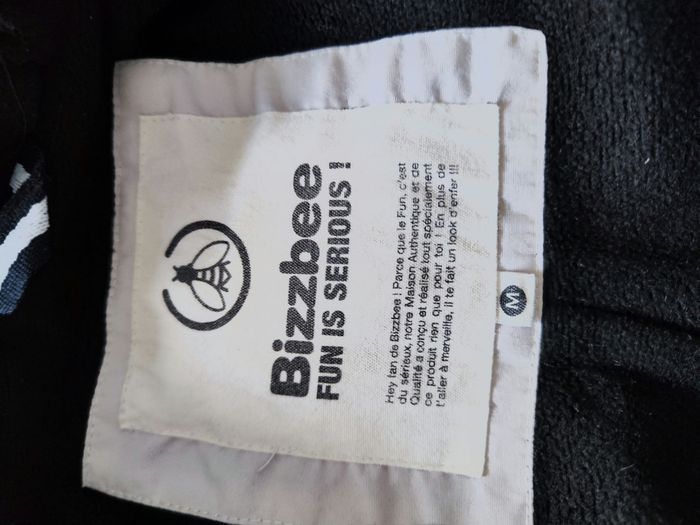 Bizzbee
FUN IS SERIOUS !
Hey fan de Bizzbee ! Parce que le Fun, c'est
du sérieux, notre Maison Authentique et de
Qualité a conçu et réalisé tout spécialement
ce produit rien que pour toi ! En plus de
t'aller à merveille, il te fait un look d'enfer !!!
M